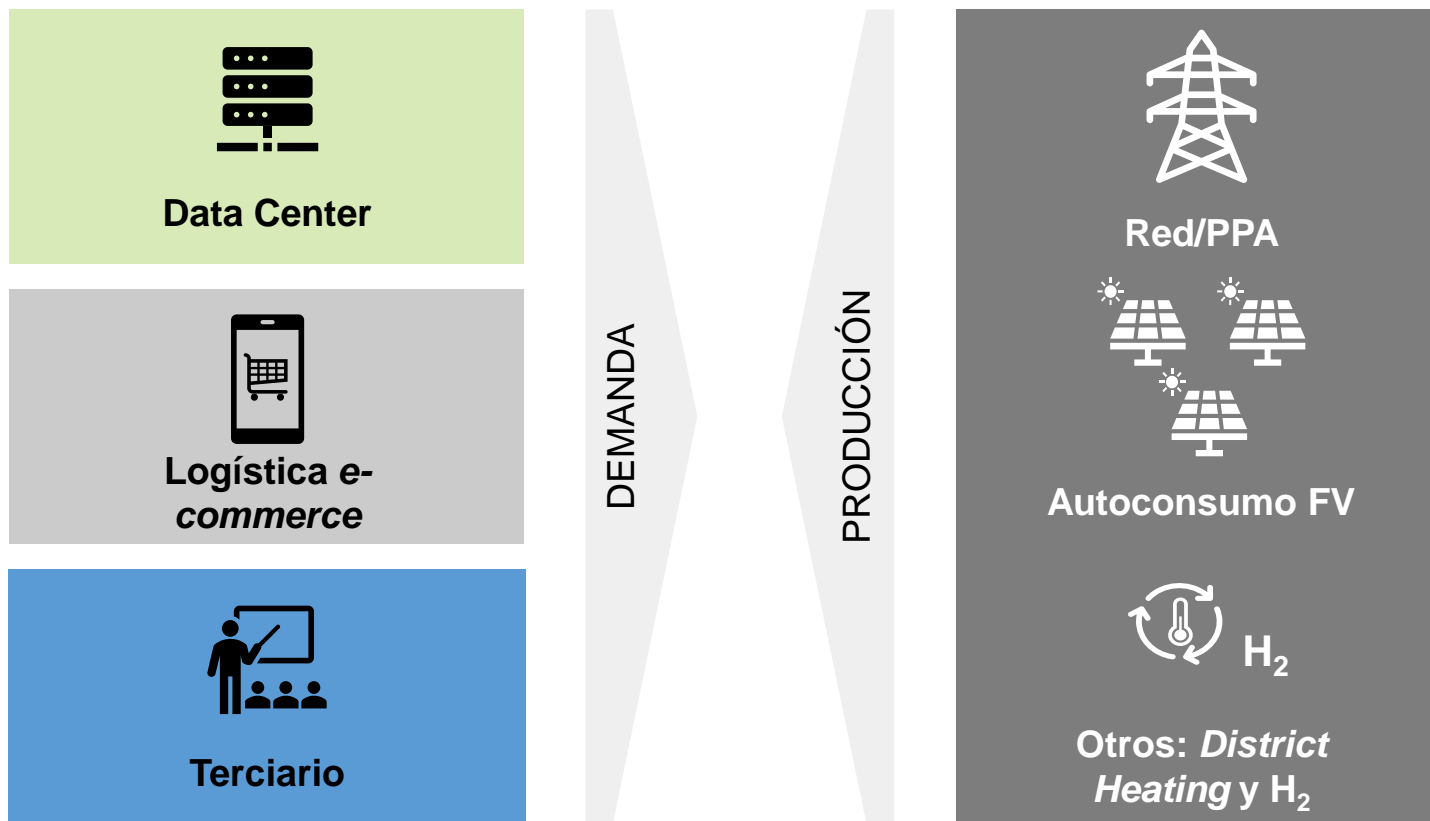 Data Center
Logística e-
commerce
Terciario
DEMANDA
PRODUCCIÓN
Red/PPA
Autoconsumo FV
H₂
Otros: District
Heating y H₂